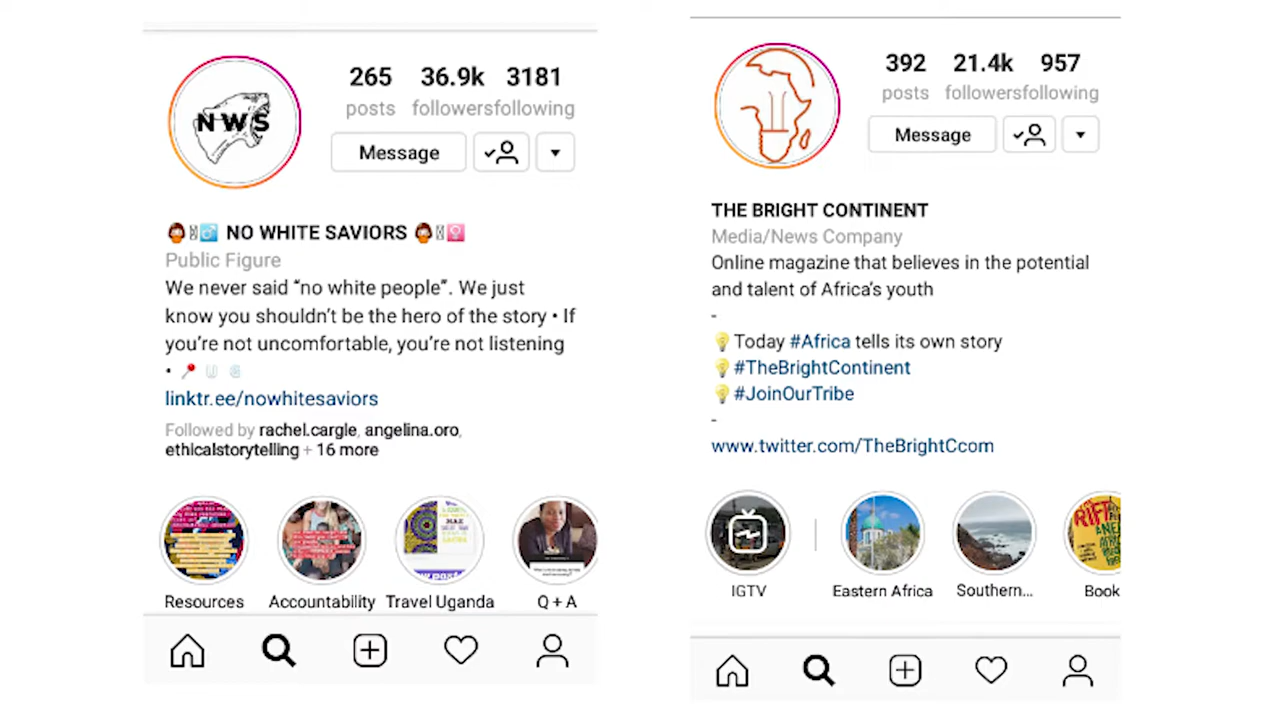 265 36.9k 3181
posts followers following
Message
NWS
NO WHITE SAVIORS
Public Figure
We never said “no white people”. We just
know you shouldn’t be the hero of the story • If
you’re not uncomfortable, you’re not listening
• 📍 U G
linktr.ee/nowhitesaviors
Followed by rachel.cargle, angelina.oro,
ethicalstorytelling + 16 more
Resources Accountability Travel Uganda Q + A
392 21.4k 957
posts followers following
Message
THE BRIGHT CONTINENT
Media/News Company
Online magazine that believes in the potential
and talent of Africa’s youth
-
💡Today #Africa tells its own story
💡#TheBrightContinent
💡#JoinOurTribe
-
www.twitter.com/TheBrightCcom
IGTV Eastern Africa Southern... Book